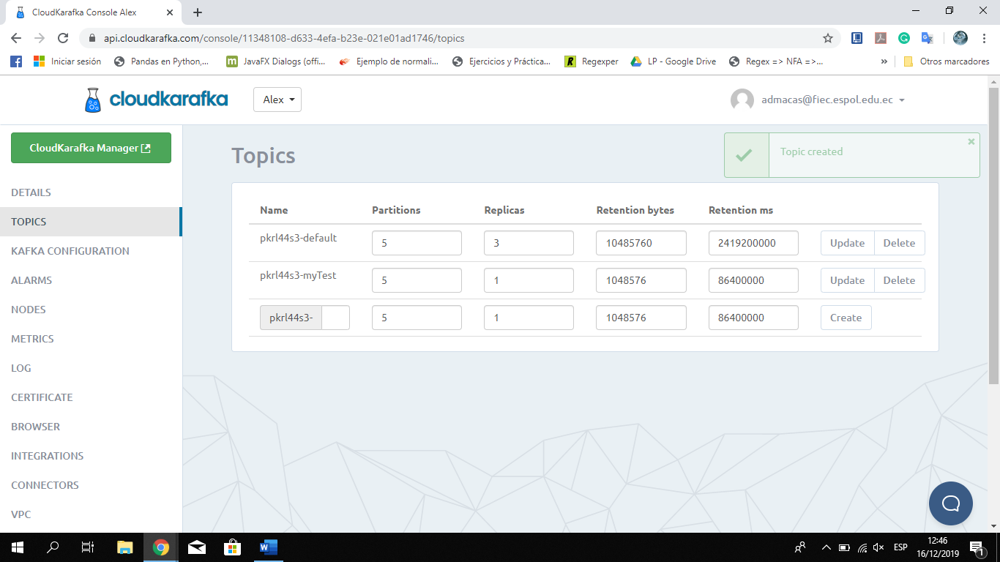 CloudKarafka Console Alex
api.cloudkarafka.com/console/11348108-d633-4efa-b23e-021e01ad1746/topics
Iniciar sesión Pandas en Python,... JavaFX Dialogs (offi... Ejemplo de normali... Ejercicios y Práctica... Regexper LP - Google Drive Regex => NFA =>... » Otros marcadores
cloudkarafka Alex admacas@fiec.espol.edu.ec
CloudKarafka Manager
DETAILS
TOPICS
KAFKA CONFIGURATION
ALARMS
NODES
METRICS
LOG
CERTIFICATE
BROWSER
INTEGRATIONS
CONNECTORS
VPC
Topics
Topic created
Name Partitions Replicas Retention bytes Retention ms
pkrl44s3-default 5 3 10485760 2419200000 Update Delete
pkrl44s3-myTest 5 1 1048576 86400000 Update Delete
pkrl44s3- 5 1 1048576 86400000 Create
ESP 12:46
16/12/2019 1